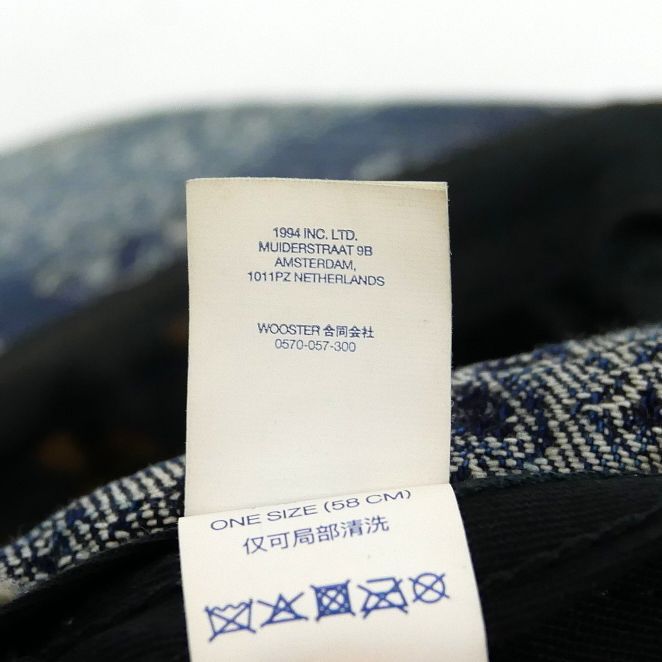 1994 INC. LTD.
MUIDERSTRAAT 9B
AMSTERDAM,
1011PZ NETHERLANDS
WOOSTER 合同会社
0570-057-300
ONE SIZE (58 CM)
仅可局部清洗